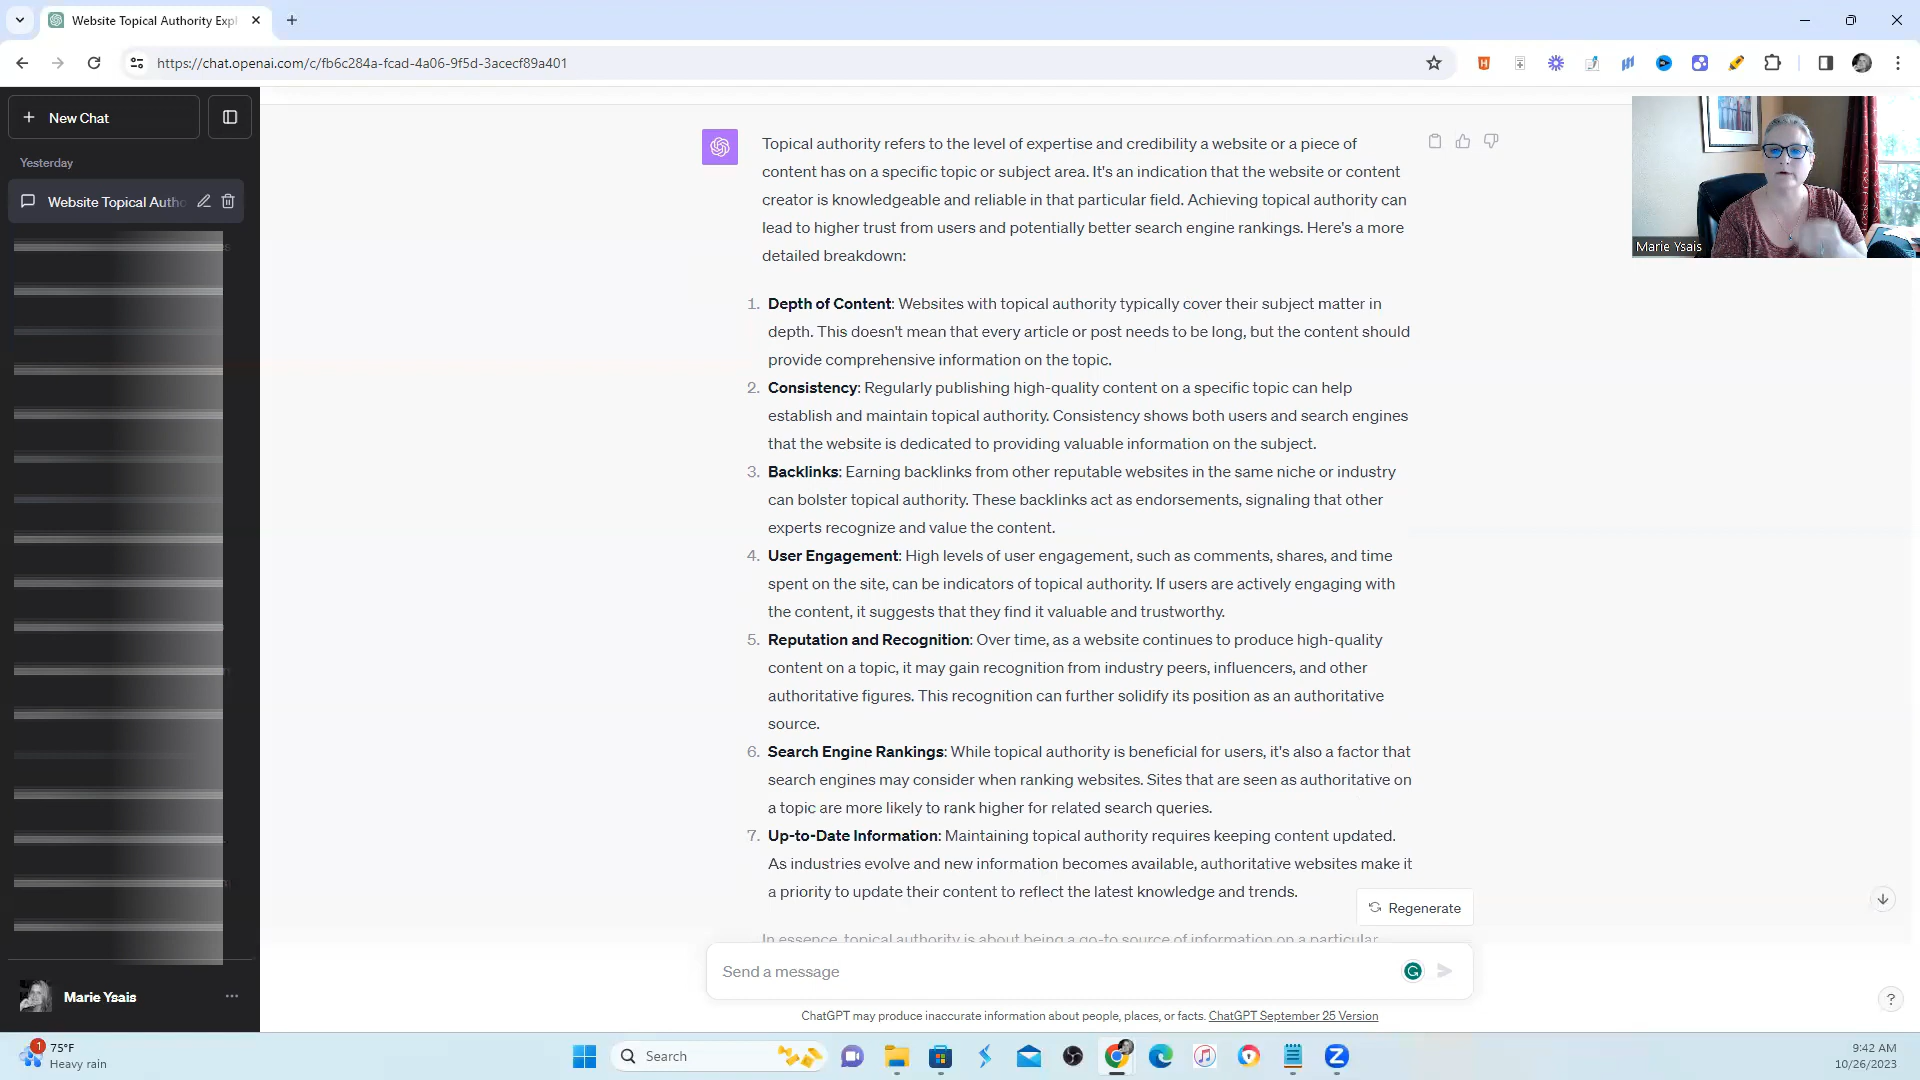 Website Topical Authority Expl
https://chat.openai.com/c/fb6c284a-fcad-4a06-9f5d-3acecf89a401
New Chat
Yesterday
Website Topical Autho
Topical authority refers to the level of expertise and credibility a website or a piece of
content has on a specific topic or subject area. It's an indication that the website or content
creator is knowledgeable and reliable in that particular field. Achieving topical authority can
lead to higher trust from users and potentially better search engine rankings. Here's a more
detailed breakdown:
1. Depth of Content: Websites with topical authority typically cover their subject matter in
depth. This doesn't mean that every article or post needs to be long, but the content should
provide comprehensive information on the topic.
2. Consistency: Regularly publishing high-quality content on a specific topic can help
establish and maintain topical authority. Consistency shows both users and search engines
that the website is dedicated to providing valuable information on the subject.
3. Backlinks: Earning backlinks from other reputable websites in the same niche or industry
can bolster topical authority. These backlinks act as endorsements, signaling that other
experts recognize and value the content.
4. User Engagement: High levels of user engagement, such as comments, shares, and time
spent on the site, can be indicators of topical authority. If users are actively engaging with
the content, it suggests that they find it valuable and trustworthy.
5. Reputation and Recognition: Over time, as a website continues to produce high-quality
content on a topic, it may gain recognition from industry peers, influencers, and other
authoritative figures. This recognition can further solidify its position as an authoritative
source.
6. Search Engine Rankings: While topical authority is beneficial for users, it's also a factor that
search engines may consider when ranking websites. Sites that are seen as authoritative on
a topic are more likely to rank higher for related search queries.
7. Up-to-Date Information: Maintaining topical authority requires keeping content updated.
As industries evolve and new information becomes available, authoritative websites make it
a priority to update their content to reflect the latest knowledge and trends.
In essence, topical authority is about being a go-to source of information on a particular
Regenerate
Send a message
ChatGPT may produce inaccurate information about people, places, or facts. ChatGPT September 25 Version
?
Marie Ysais
Marie Ysais
1
75°F
Heavy rain
Search
9:42 AM
10/26/2023